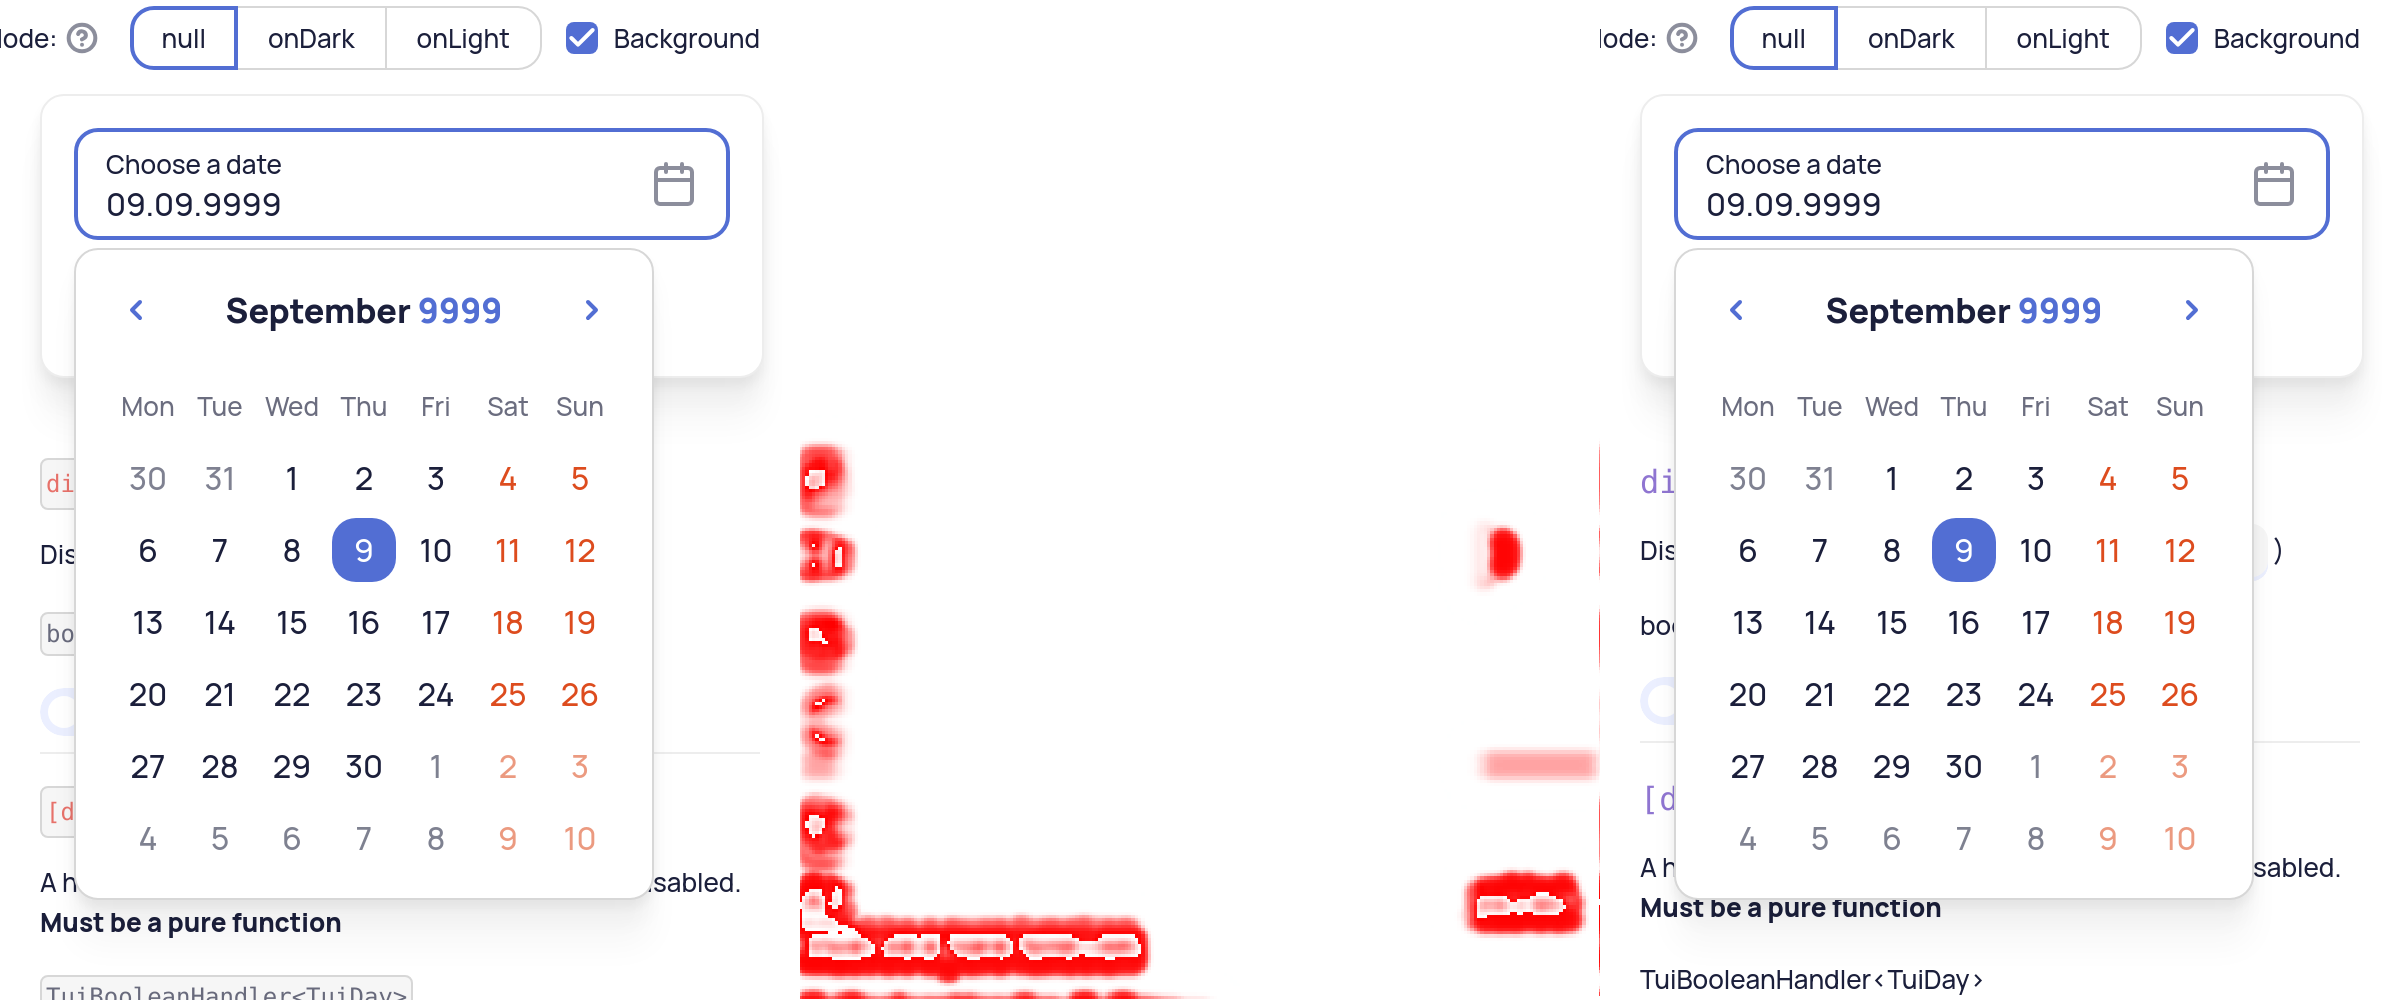 lode: null onDark onLight Background
Choose a date
09.09.9999
September 9999
Mon Tue Wed Thu Fri Sat Sun
di 30 31 1 2 3 4 5
Dis 6 7 8 9 10 11 12
bo 13 14 15 16 17 18 19
20 21 22 23 24 25 26
27 28 29 30 1 2 3
[d 4 5 6 7 8 9 10
A h sabled.
Must be a pure function
TuiBooleanHandler<TuiDay>
lode: null onDark onLight Background
Choose a date
09.09.9999
September 9999
Mon Tue Wed Thu Fri Sat Sun
di 30 31 1 2 3 4 5
Dis 6 7 8 9 10 11 12 )
boo 13 14 15 16 17 18 19
20 21 22 23 24 25 26
27 28 29 30 1 2 3
[d 4 5 6 7 8 9 10
A h sabled.
Must be a pure function
TuiBooleanHandler<TuiDay>